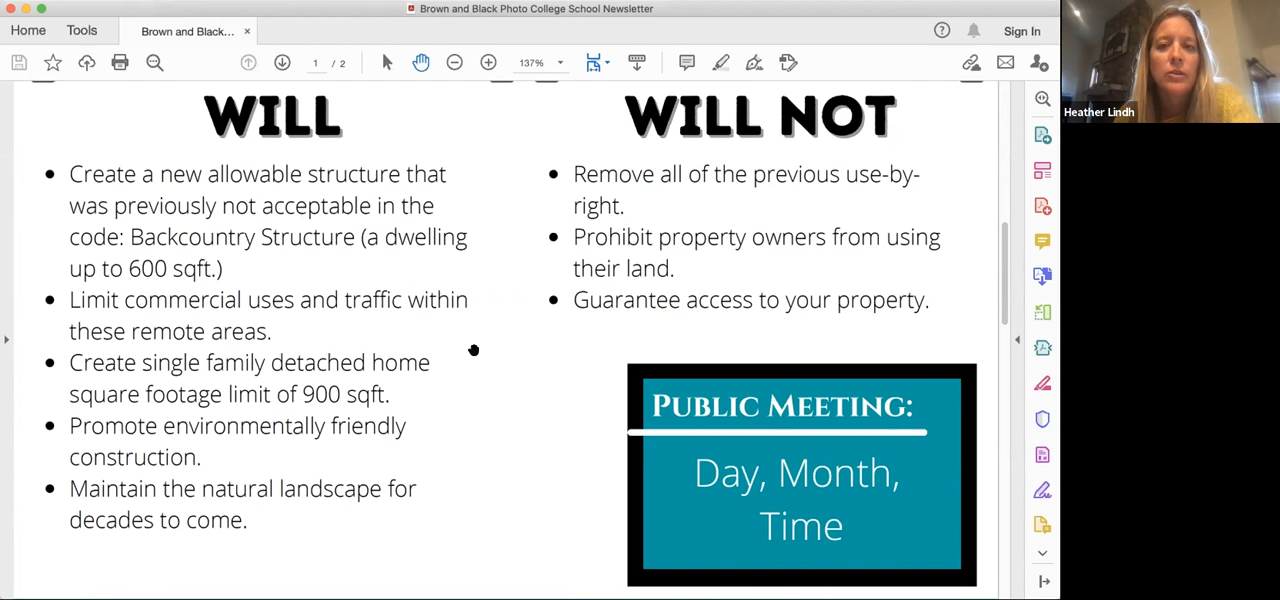 Brown and Black Photo College School Newsletter
Home Tools Brown and Black... × Sign In
1 / 2 137%
WILL
Create a new allowable structure that
was previously not acceptable in the
code: Backcountry Structure (a dwelling
up to 600 sqft.)
Limit commercial uses and traffic within
these remote areas.
Create single family detached home
square footage limit of 900 sqft.
Promote environmentally friendly
construction.
Maintain the natural landscape for
decades to come.
WILL NOT
Remove all of the previous use-by-
right.
Prohibit property owners from using
their land.
Guarantee access to your property.
PUBLIC MEETING:
Day, Month,
Time
Heather Lindh